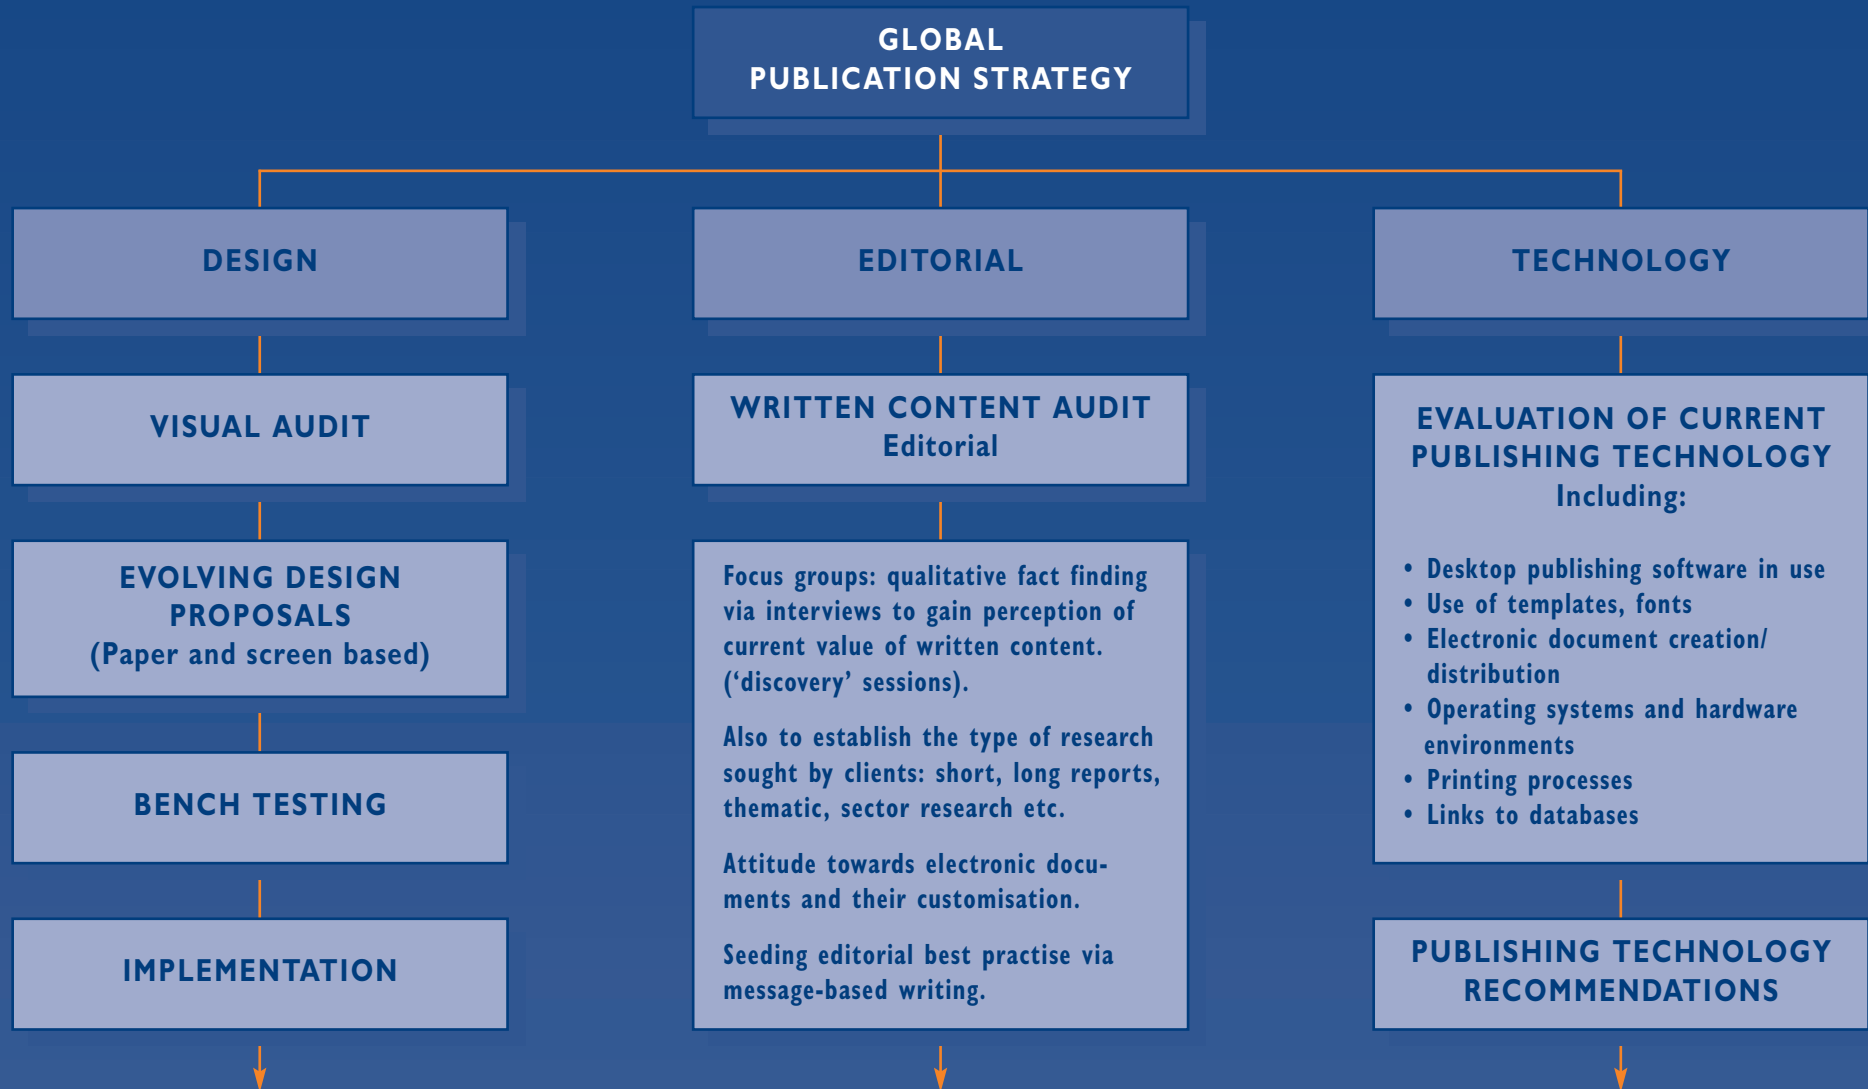 GLOBAL
PUBLICATION STRATEGY
DESIGN
EDITORIAL
TECHNOLOGY
VISUAL AUDIT
EVOLVING DESIGN
PROPOSALS
(Paper and screen based)
BENCH TESTING
IMPLEMENTATION
WRITTEN CONTENT AUDIT
Editorial
Focus groups: qualitative fact finding
via interviews to gain perception of
current value of written content.
(‘discovery’ sessions).
Also to establish the type of research
sought by clients: short, long reports,
thematic, sector research etc.
Attitude towards electronic docu-
ments and their customisation.
Seeding editorial best practise via
message-based writing.
EVALUATION OF CURRENT
PUBLISHING TECHNOLOGY
Including:
• Desktop publishing software in use
• Use of templates, fonts
• Electronic document creation/
distribution
• Operating systems and hardware
environments
• Printing processes
• Links to databases
PUBLISHING TECHNOLOGY
RECOMMENDATIONS